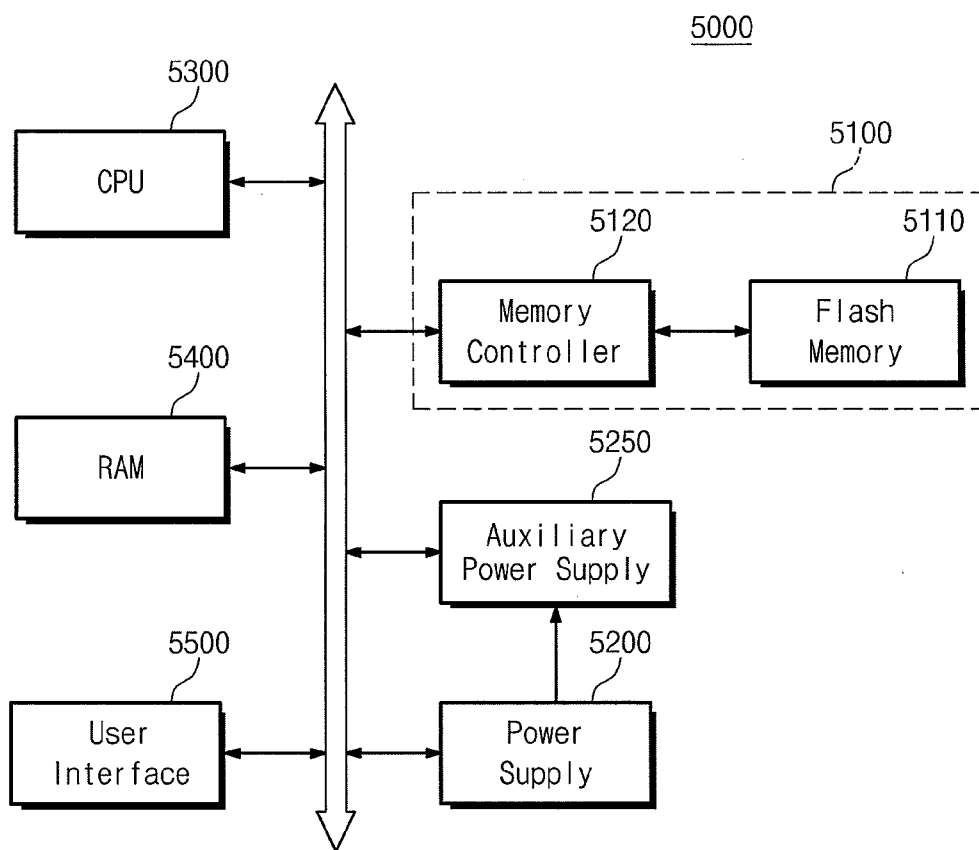 5000
5300
CPU
5100
5120
Memory
Controller
5110
Flash
Memory
5400
RAM
5250
Auxiliary
Power Supply
5500
User
Interface
5200
Power
Supply